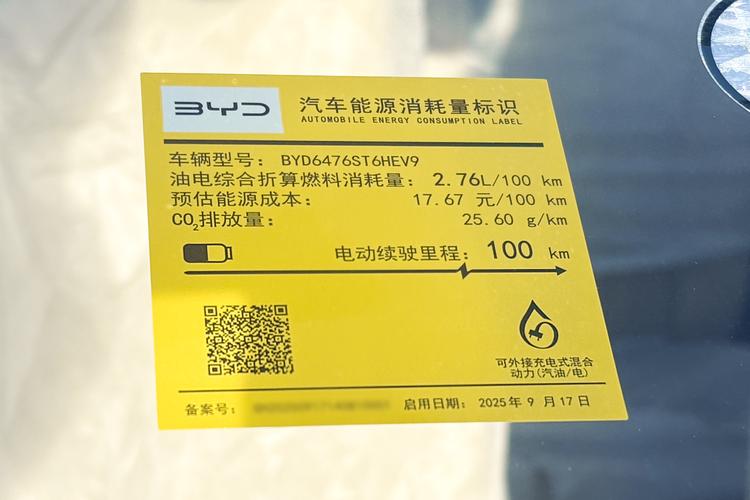 BYD
汽车能源消耗量标识
AUTOMOBILE ENERGY CONSUMPTION LABEL
车辆型号: BYD6476ST6HEV9
油电综合折算燃料消耗量: 2.76L/100 km
预估能源成本: 17.67 元/100 km
CO₂排放量: 25.60 g/km
电动续驶里程: 100 km
可外接充电式混合
动力(汽油/电)
备案号:
启用日期: 2025年 9 月 17 日